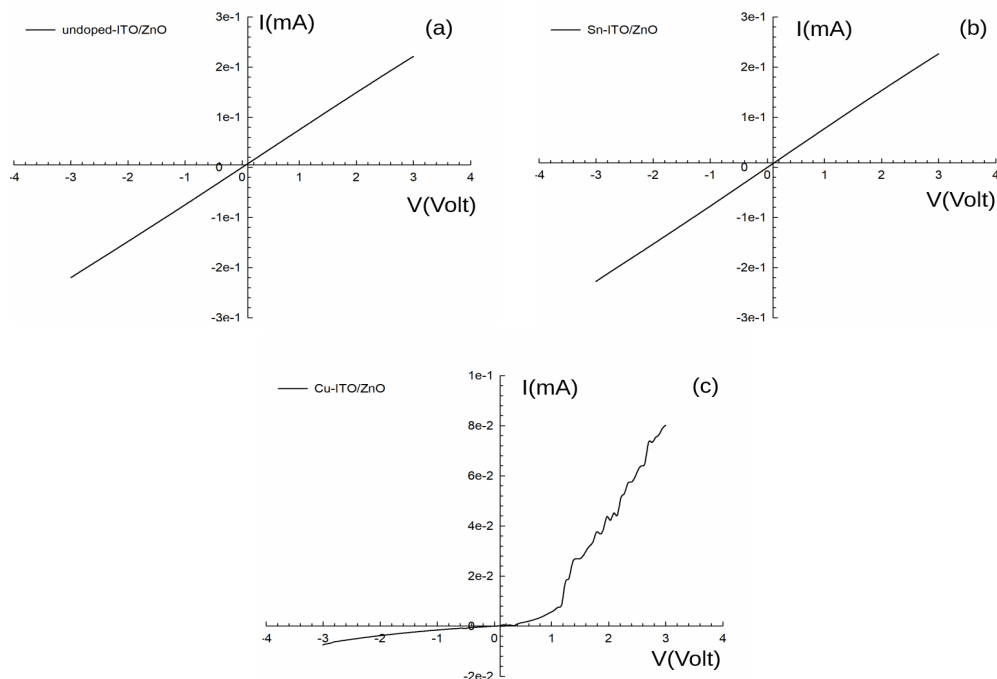 undoped-ITO/ZnO
I(mA)
(a)
3e-1
2e-1
1e-1
0
-1e-1
-2e-1
-3e-1
-4 -3 -2 -1 0 1 2 3 4
V(Volt)
Sn-ITO/ZnO
I(mA)
(b)
3e-1
2e-1
1e-1
0
-1e-1
-2e-1
-3e-1
-4 -3 -2 -1 0 1 2 3 4
V(Volt)
Cu-ITO/ZnO
I(mA)
(c)
1e-1
8e-2
6e-2
4e-2
2e-2
0
-2e-2
-4 -3 -2 -1 0 1 2 3 4
V(Volt)